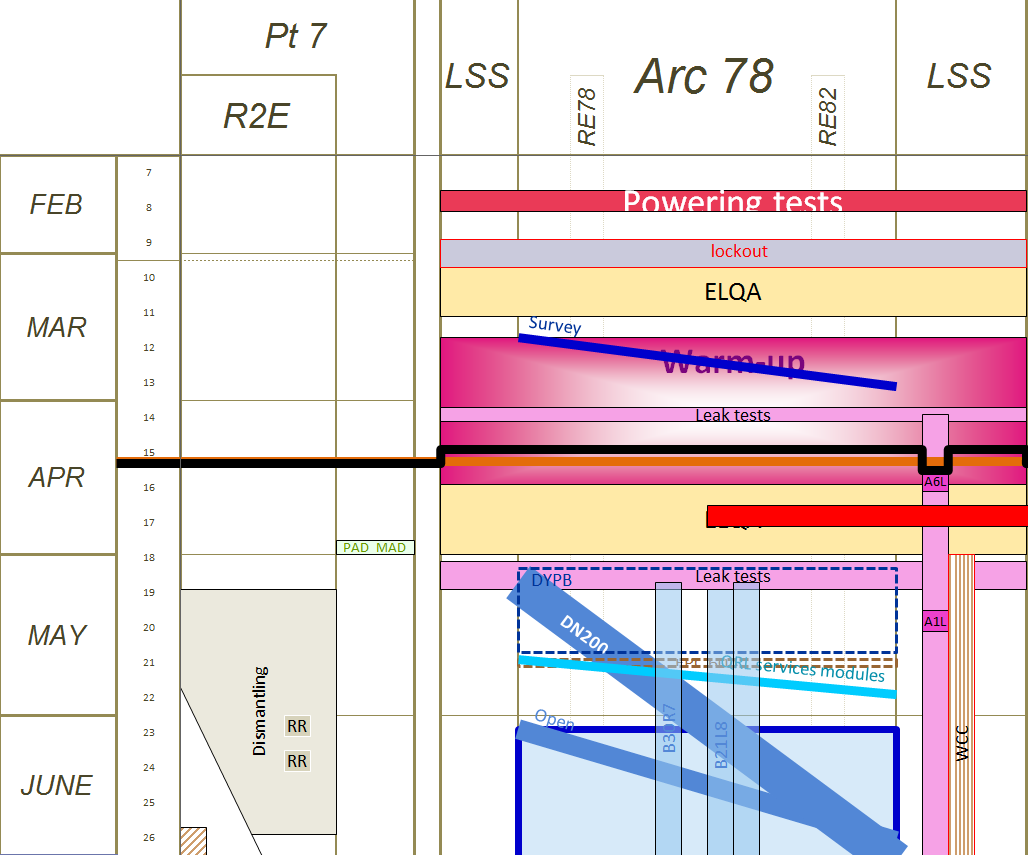 Pt 7
LSS
Arc 78
LSS
R2E
RE78
RE82
FEB
7
8
9
Powering tests
lockout
MAR
10
11
12
13
ELQA
Survey
Warm-up
Leak tests
APR
14
15
16
17
A6L
PAD MAD
MAY
18
19
20
21
22
Leak tests
DYPB
DN200
A1L
services modules
Dismantling
RR
RR
JUNE
23
24
25
26
Open
B30R7
B21L8
WCC